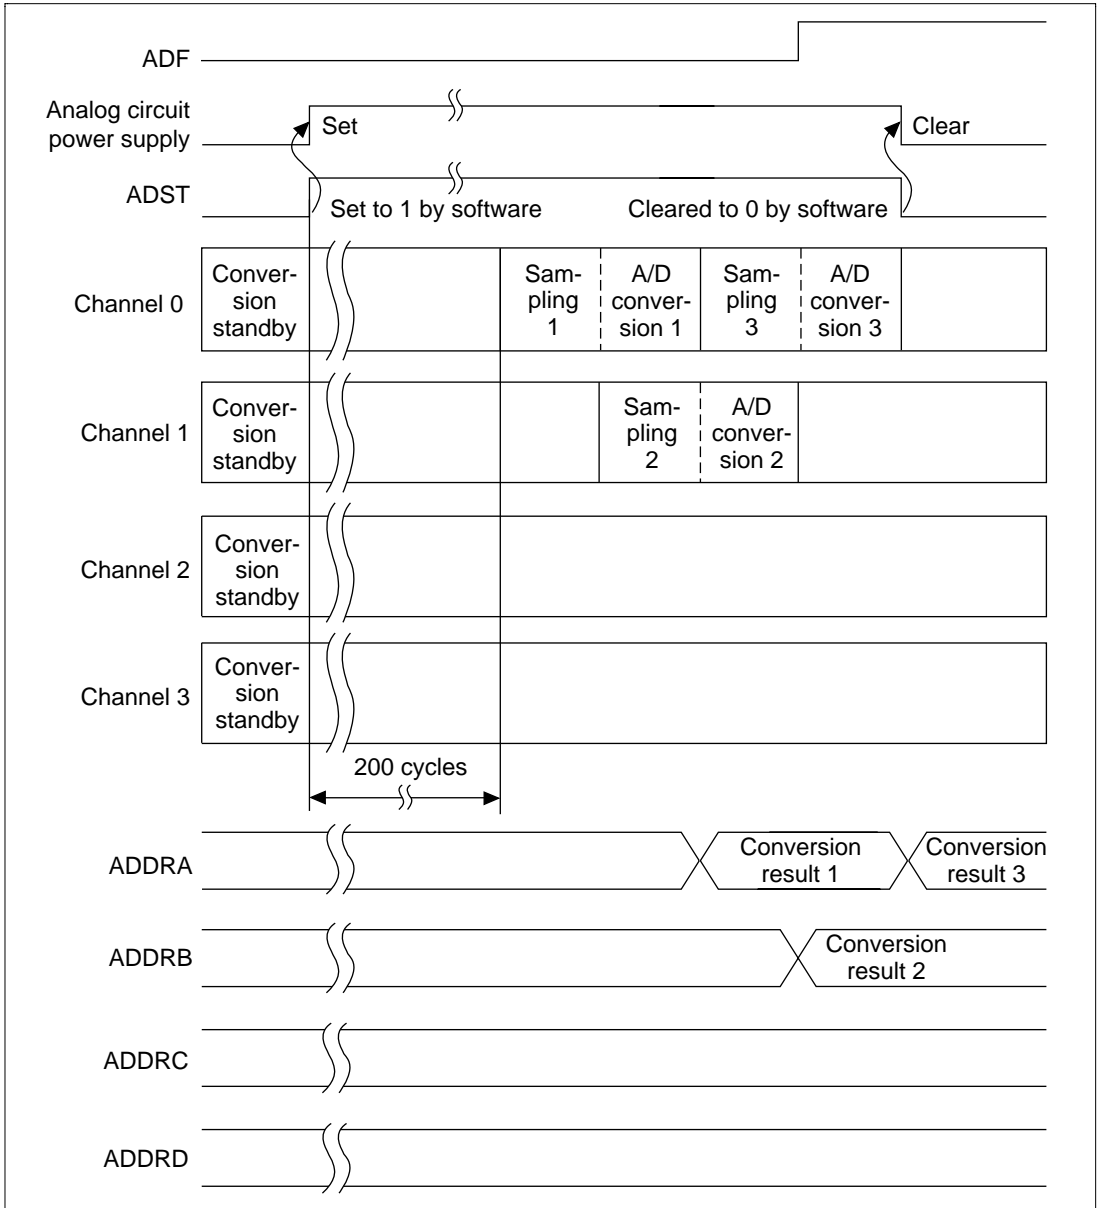 ADF
Analog circuit
power supply
Set
Clear
ADST
Set to 1 by software
Cleared to 0 by software
Channel 0
Conver-
sion
standby
Sam-
pling
1
A/D
conver-
sion 1
Sam-
pling
3
A/D
conver-
sion 3
Channel 1
Conver-
sion
standby
Sam-
pling
2
A/D
conver-
sion 2
Channel 2
Conver-
sion
standby
Channel 3
Conver-
sion
standby
200 cycles
ADDRA
Conversion
result 1
Conversion
result 3
ADDRB
Conversion
result 2
ADDRC
ADDRD